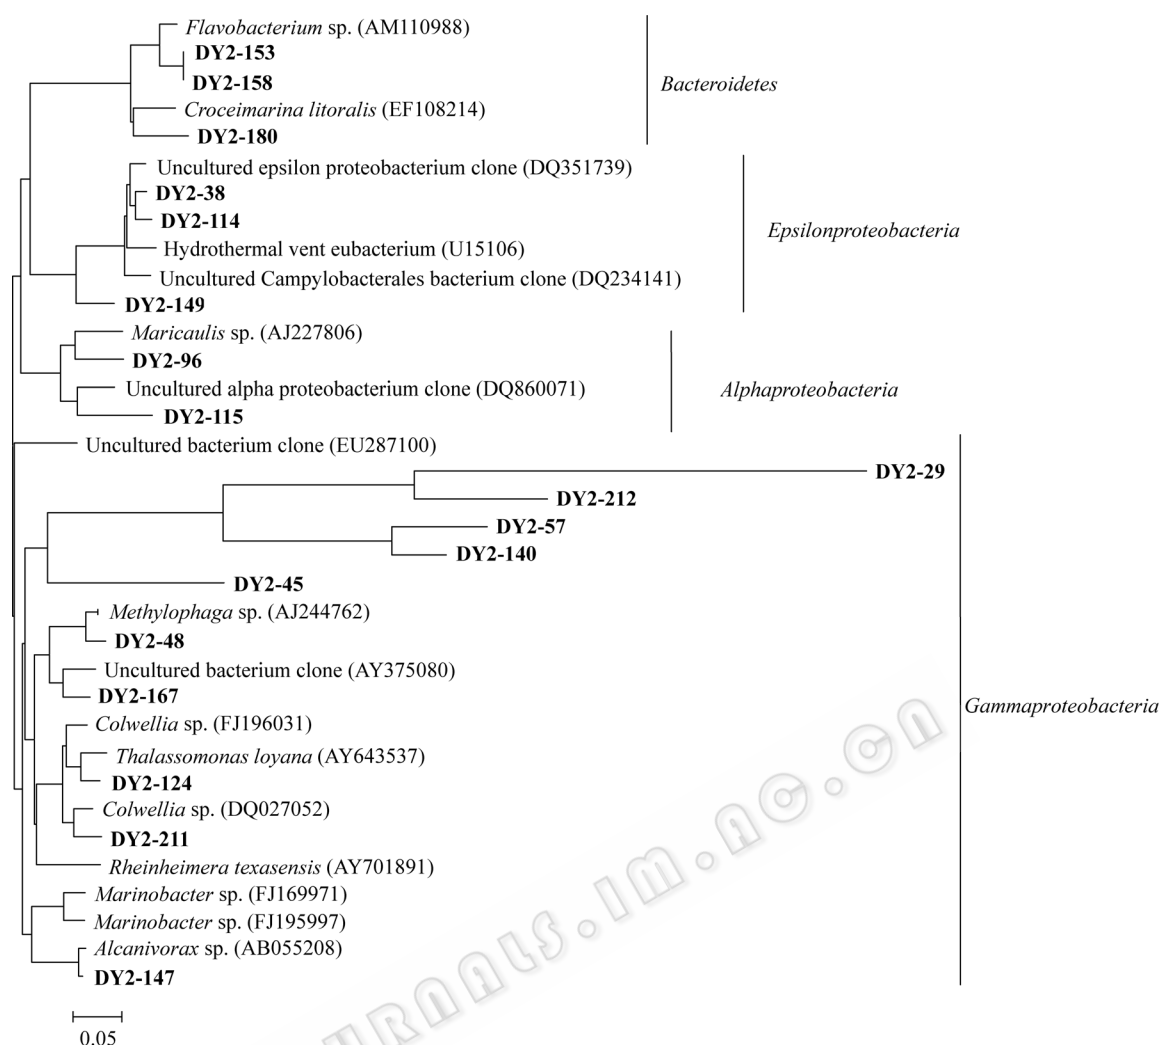 Flavobacterium sp. (AM110988)
DY2-153
DY2-158
Bacteroidetes
Croceimarina litoralis (EF108214)
DY2-180
Uncultured epsilon proteobacterium clone (DQ351739)
DY2-38
DY2-114
Epsilonproteobacteria
Hydrothermal vent eubacterium (U15106)
Uncultured Campylobacterales bacterium clone (DQ234141)
DY2-149
Maricaulis sp. (AJ227806)
DY2-96
Uncultured alpha proteobacterium clone (DQ860071)
Alphaproteobacteria
DY2-115
Uncultured bacterium clone (EU287100)
DY2-29
DY2-212
DY2-57
DY2-140
DY2-45
Methylophaga sp. (AJ244762)
DY2-48
Uncultured bacterium clone (AY375080)
DY2-167
Gammaproteobacteria
Colwellia sp. (FJ196031)
Thalassomonas loyana (AY643537)
DY2-124
Colwellia sp. (DQ027052)
DY2-211
Rheinheimera texasensis (AY701891)
Marinobacter sp. (FJ169971)
Marinobacter sp. (FJ195997)
Alcanivorax sp. (AB055208)
DY2-147
0.05
URNALS.IM.AC.CN